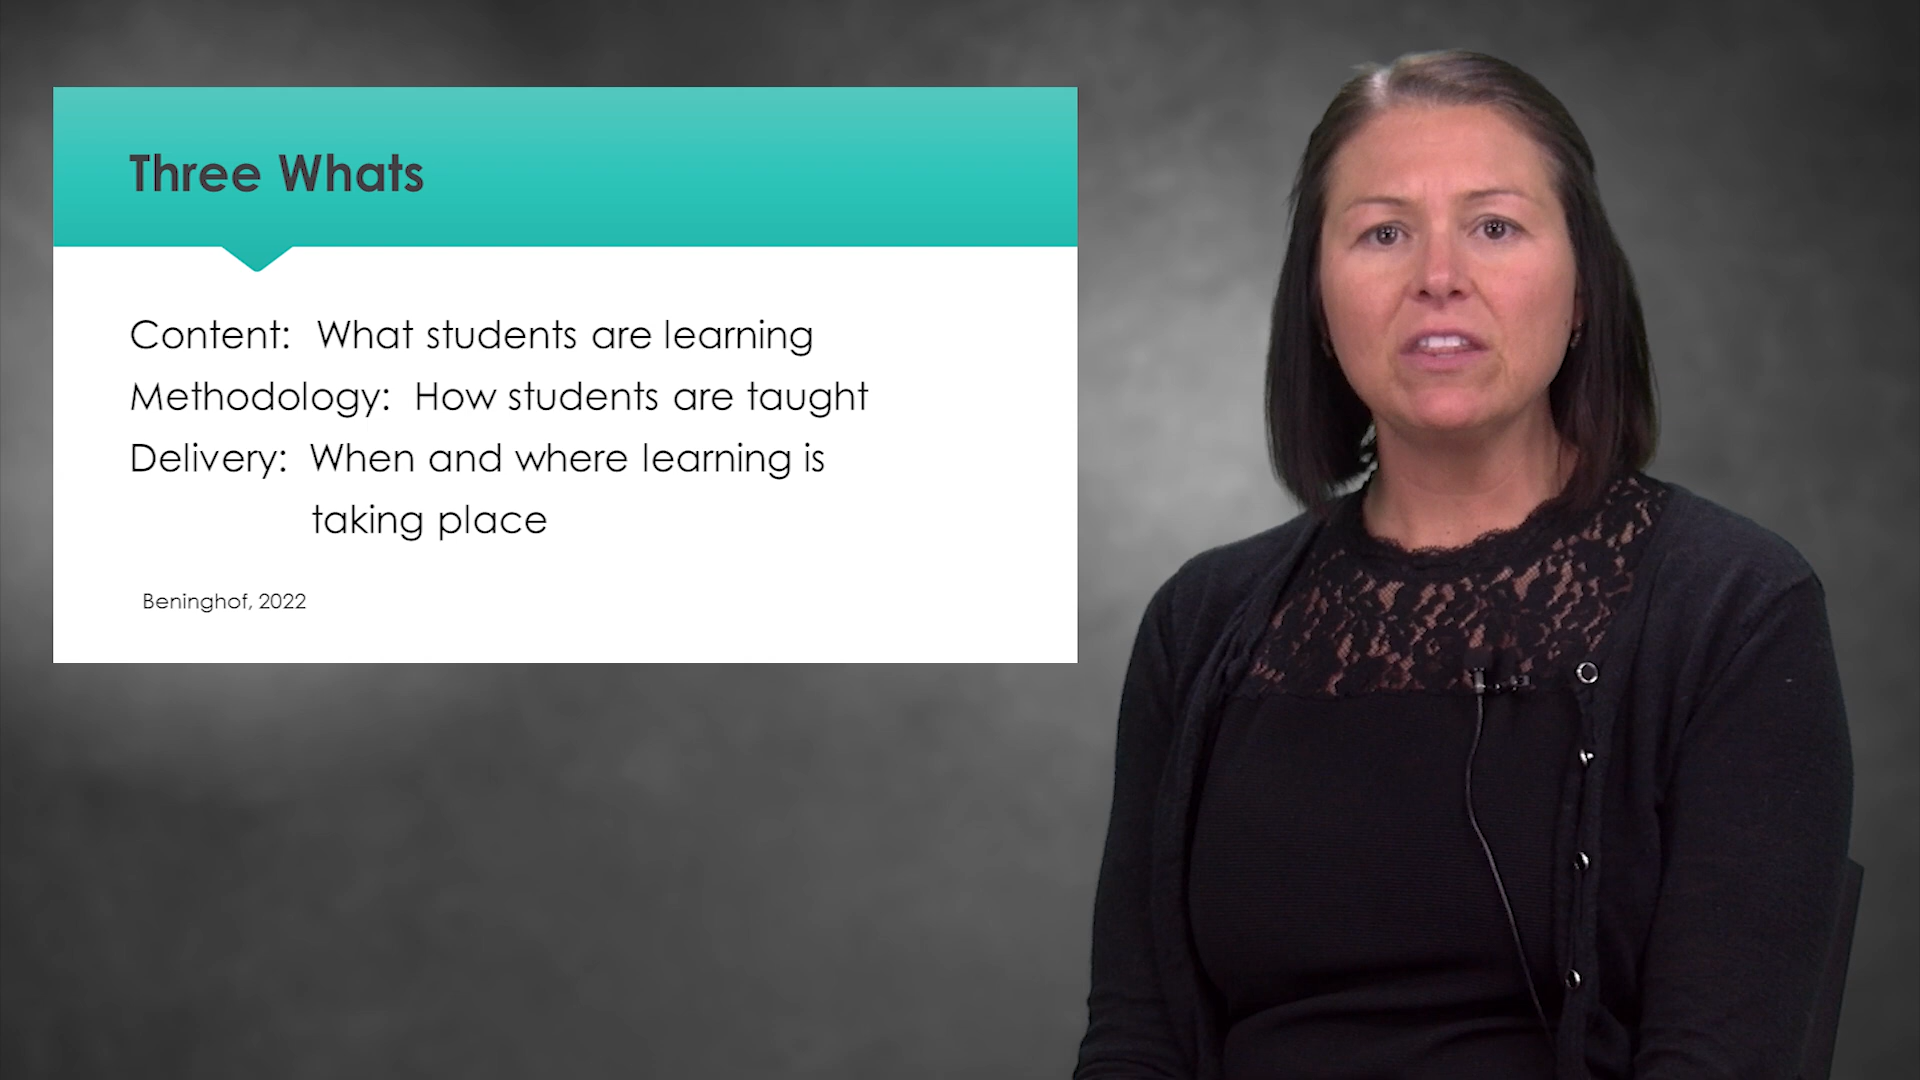 Three Whats
Content: What students are learning
Methodology: How students are taught
Delivery: When and where learning is
taking place
Beninghof, 2022